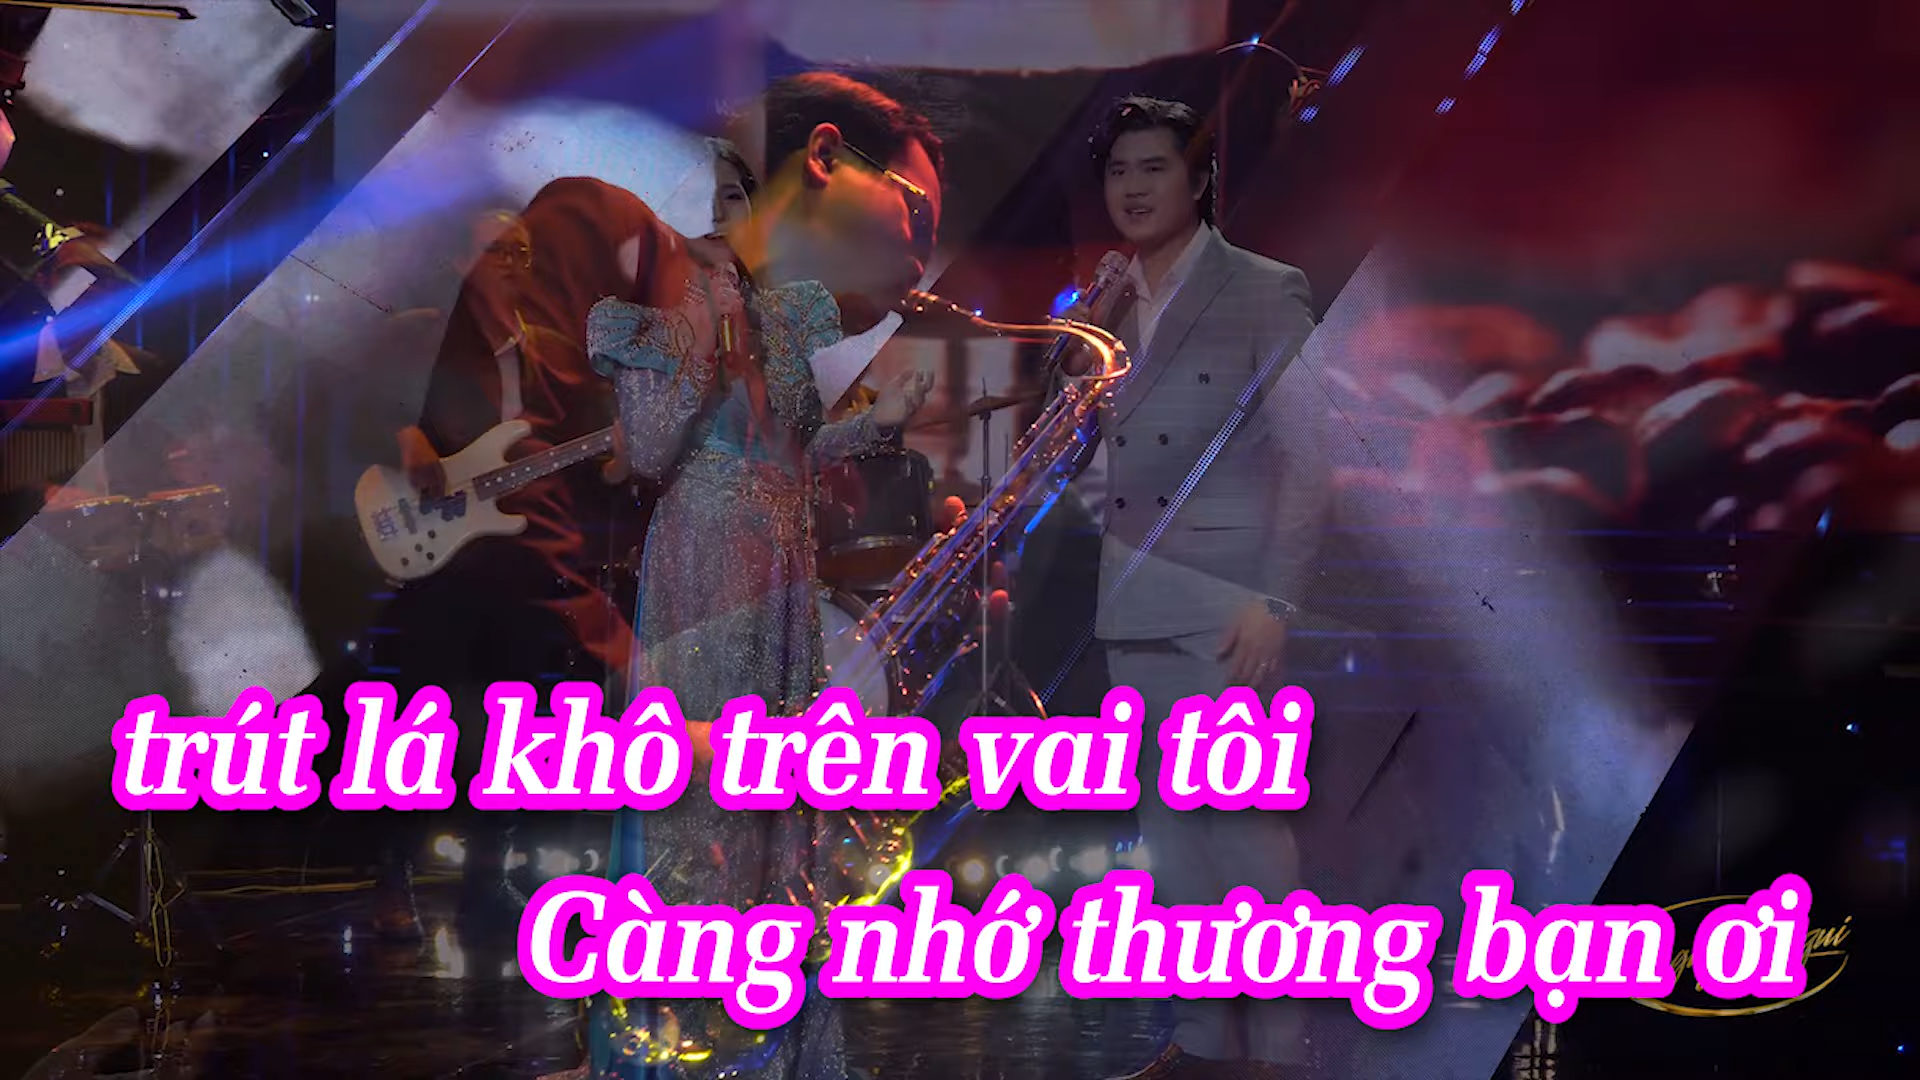 trút lá khô trên vai tôi
Càng nhớ thương bạn ơi